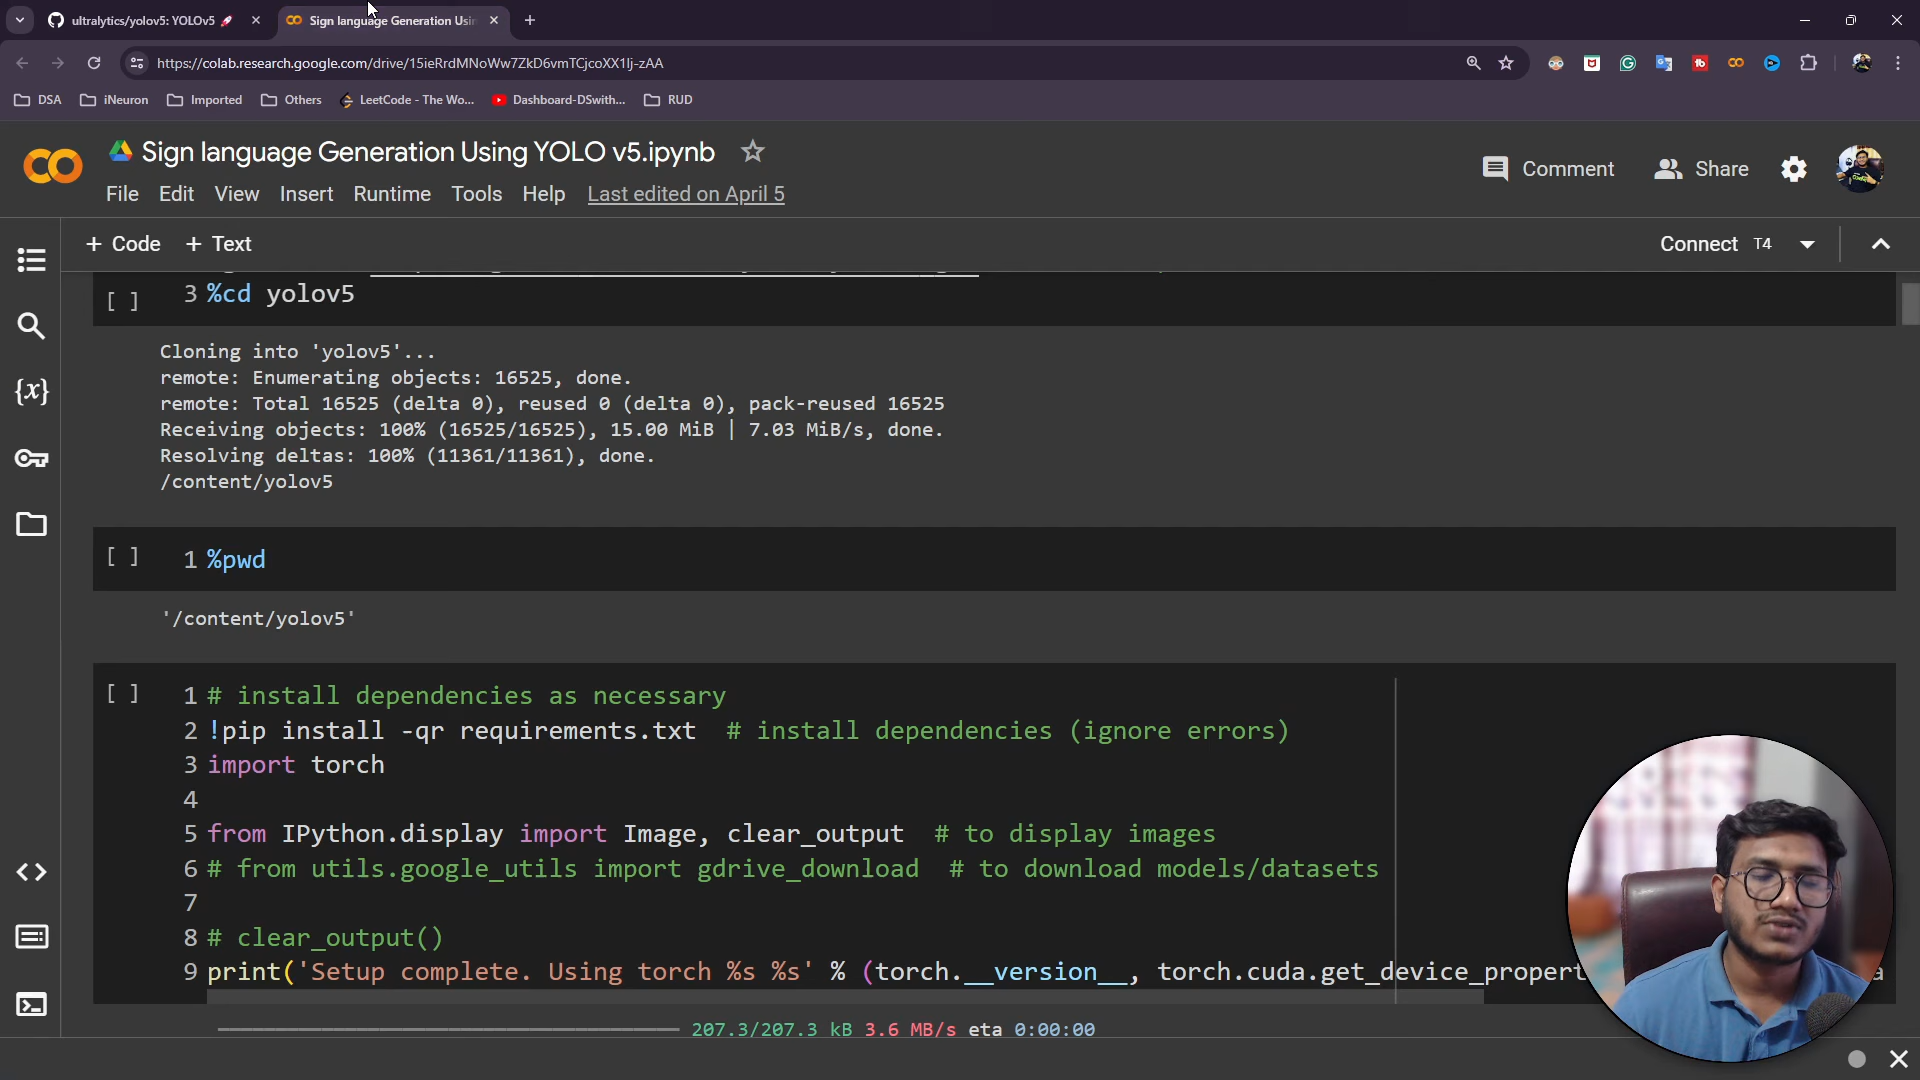 ultralytics/yolov5: YOLOv5 🚀
Sign language Generation Usin
https://colab.research.google.com/drive/15ieRrdMNoWw7ZkD6vmTCjcoXX1Ij-zAA
DSA
iNeuron
Imported
Others
LeetCode - The Wo...
Dashboard-DSwith...
RUD
Sign language Generation Using YOLO v5.ipynb
Comment
Share
File Edit View Insert Runtime Tools Help Last edited on April 5
+ Code + Text
Connect T4
[ ] 3 %cd yolov5
Cloning into 'yolov5'...
remote: Enumerating objects: 16525, done.
remote: Total 16525 (delta 0), reused 0 (delta 0), pack-reused 16525
Receiving objects: 100% (16525/16525), 15.00 MiB | 7.03 MiB/s, done.
Resolving deltas: 100% (11361/11361), done.
/content/yolov5
[ ] 1 %pwd
'/content/yolov5'
[ ] 1 # install dependencies as necessary
2 !pip install -qr requirements.txt  # install dependencies (ignore errors)
3 import torch
4
5 from IPython.display import Image, clear_output  # to display images
6 # from utils.google_utils import gdrive_download  # to download models/datasets
7
8 # clear_output()
9 print('Setup complete. Using torch %s %s' % (torch.__version__, torch.cuda.get_device_propert
207.3/207.3 kB 3.6 MB/s eta 0:00:00